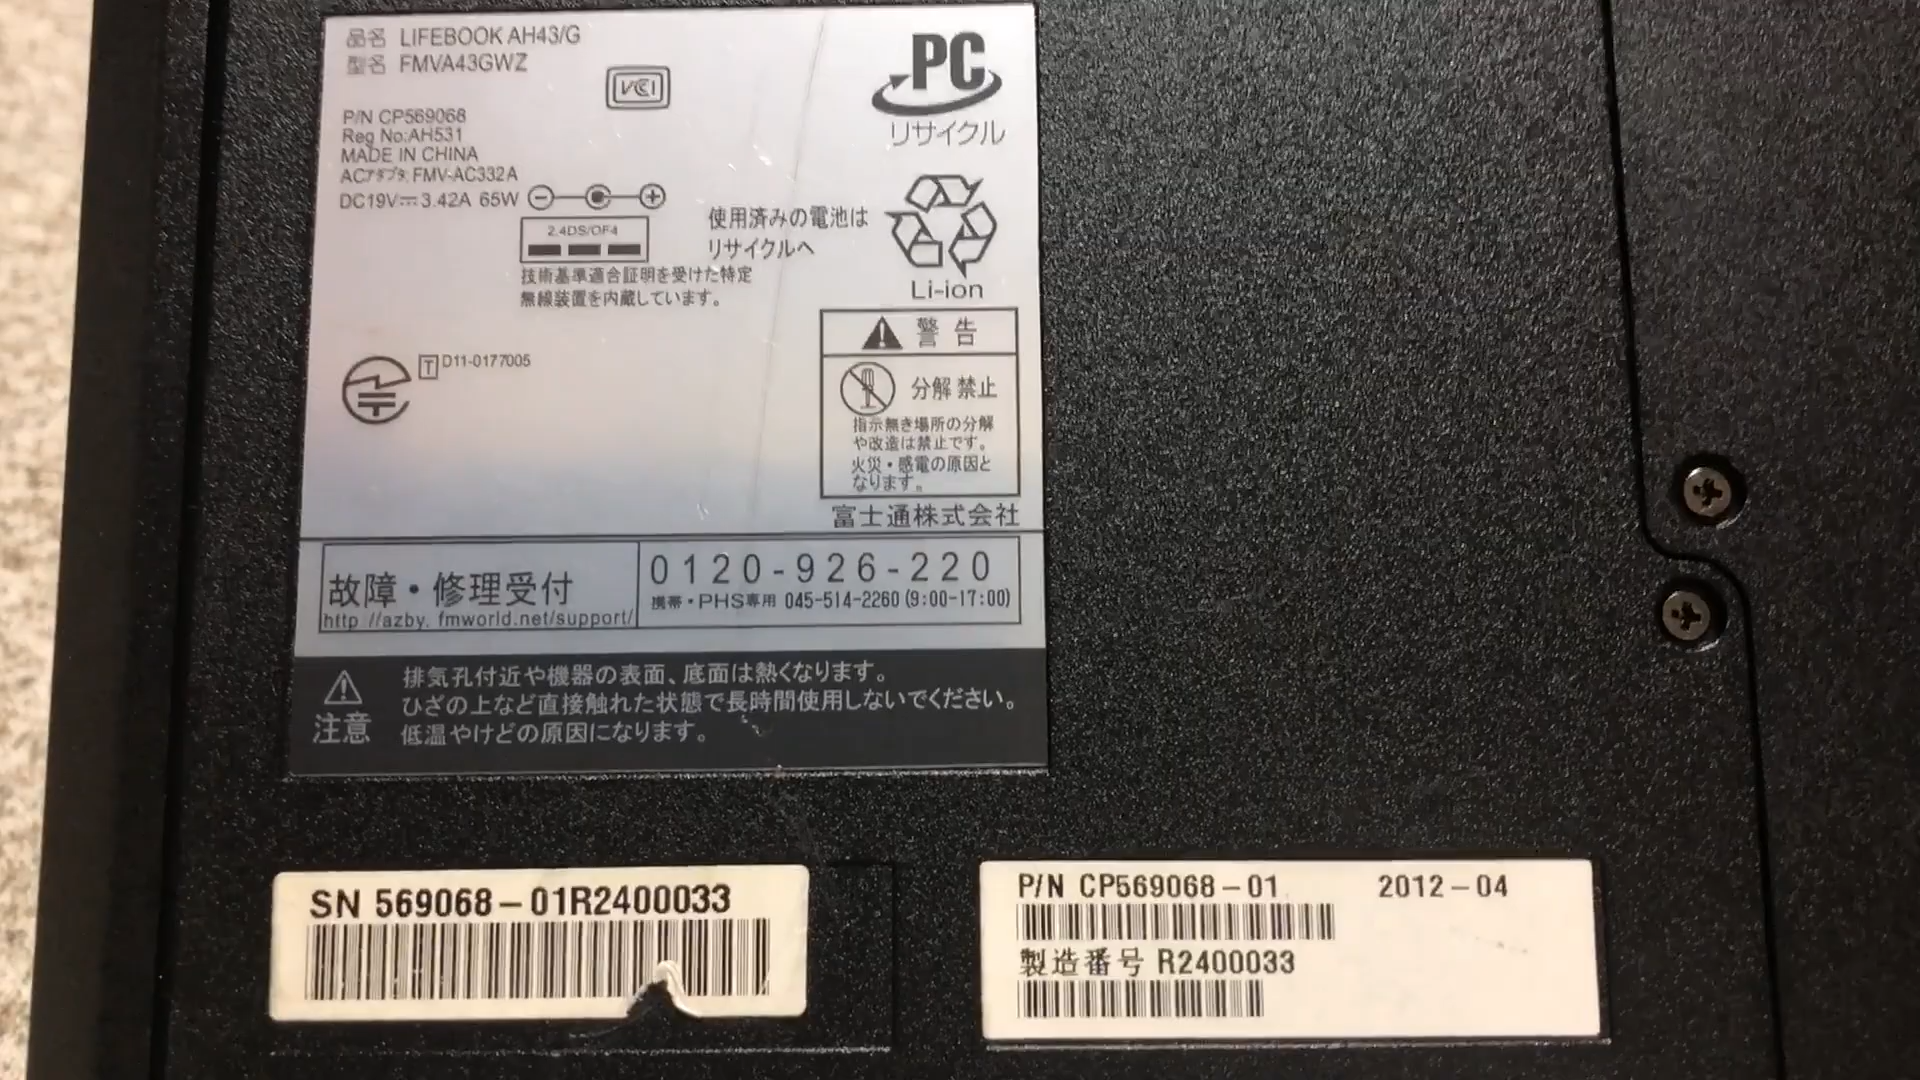 品名 LIFEBOOK AH43/G
型名 FMVA43GWZ
VCI
PC
リサイクル
P/N CP569068
Reg No:AH531
MADE IN CHINA
ACアダプタ: FMV-AC332A
DC19V 3.42A 65W
2.4DS/OF4
技術基準適合証明を受けた特定
無線装置を内蔵しています。
使用済みの電池は
リサイクルへ
Li-ion
T D11-0177005
警告
分解禁止
指示無き場所の分解
や改造は禁止です。
火災・感電の原因と
なります。
富士通株式会社
故障・修理受付
http //azby. fmworld.net/support/
0120-926-220
携帯・PHS専用 045-514-2260 (9:00-17:00)
注意
排気孔付近や機器の表面、底面は熱くなります。
ひざの上など直接触れた状態で長時間使用しないでください。
低温やけどの原因になります。
SN 569068-01R2400033
P/N CP569068-01 2012-04
製造番号 R2400033